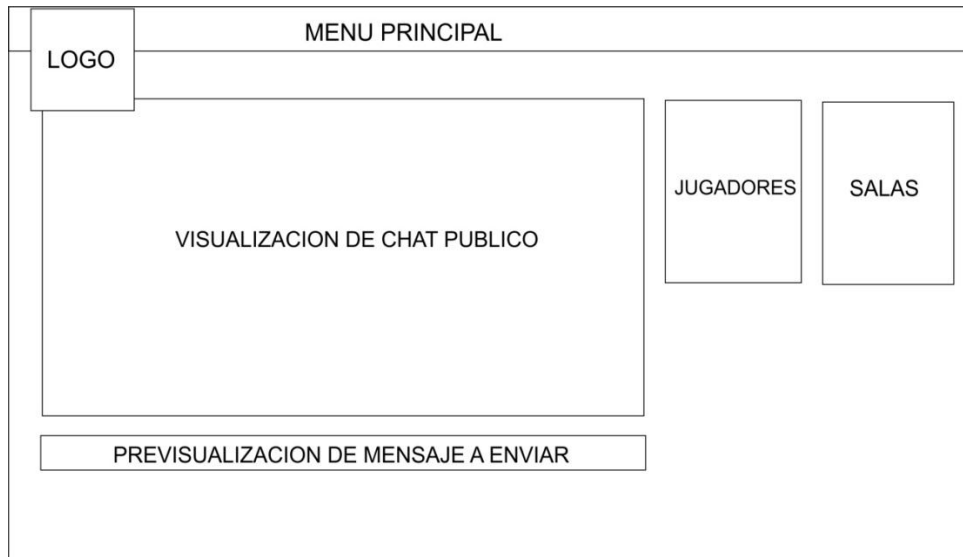 MENU PRINCIPAL
LOGO
JUGADORES
SALAS
VISUALIZACION DE CHAT PUBLICO
PREVISUALIZACION DE MENSAJE A ENVIAR